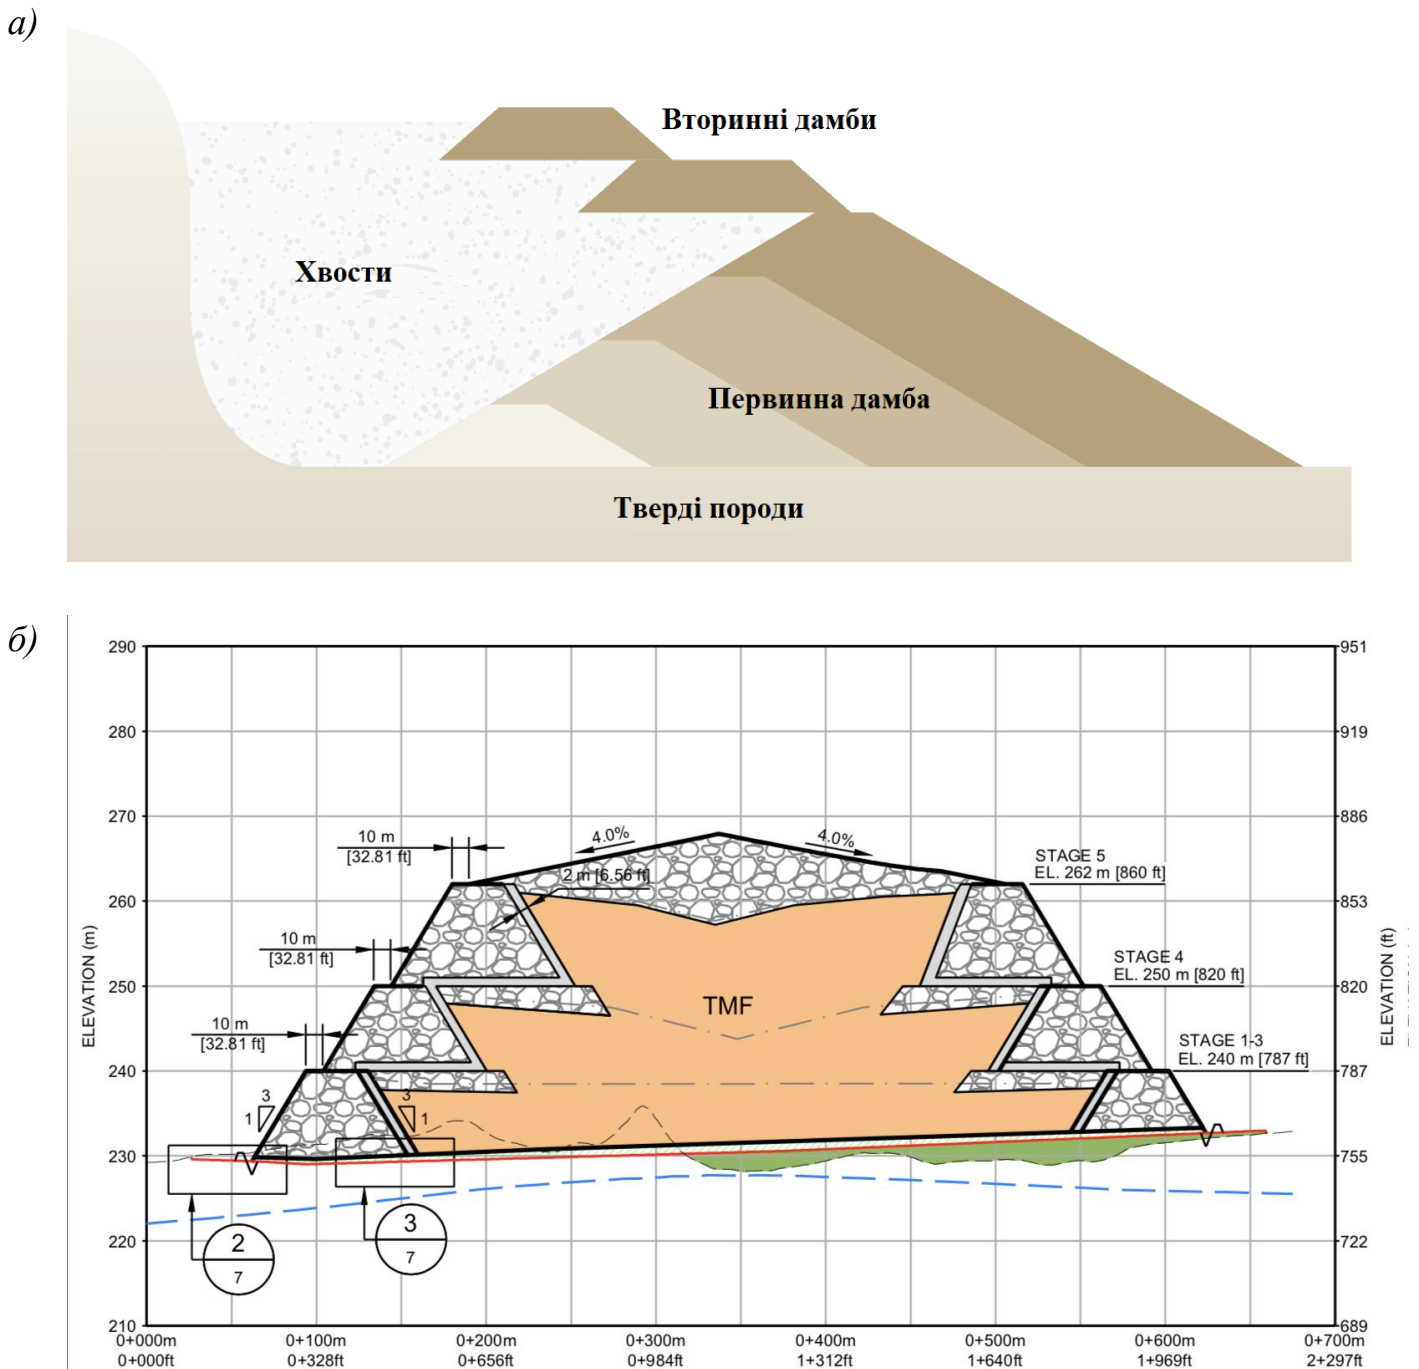 а)
Вторинні дамби
Хвости
Первинна дамба
Тверді породи
б)
290
951
280
919
270
886
10 m
[32.81 ft]
4.0%
4.0%
2 m [6.56 ft]
STAGE 5
EL. 262 m [860 ft]
260
853
10 m
[32.81 ft]
STAGE 4
EL. 250 m [820 ft]
250
820
TMF
10 m
[32.81 ft]
STAGE 1-3
EL. 240 m [787 ft]
240
787
3
1
3
1
230
755
2
7
3
7
220
722
210
689
ELEVATION (m)
ELEVATION (ft)
0+000m 0+100m 0+200m 0+300m 0+400m 0+500m 0+600m 0+700m
0+000ft 0+328ft 0+656ft 0+984ft 1+312ft 1+640ft 1+969ft 2+297ft